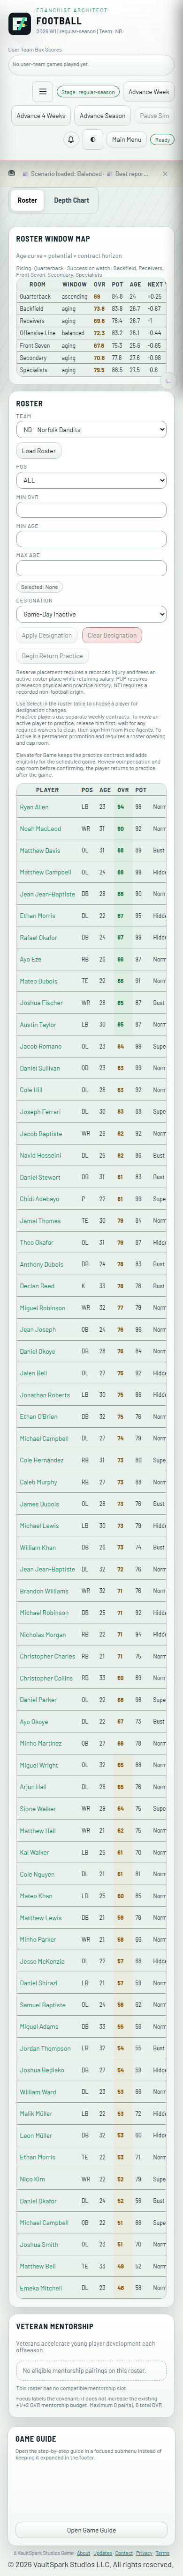 FRANCHISE ARCHITECT
FOOTBALL
2026 W1 | regular-season | Team: NB
User Team Box Scores
No user-team games played yet.
Stage: regular-season
Advance Week
Advance 4 Weeks
Advance Season
Pause Sim
Main Menu
Ready
Scenario loaded: Balanced · Beat repor...
Roster
Depth Chart
ROSTER WINDOW MAP
Age curve + potential + contract horizon
Rising: Quarterback · Succession watch: Backfield, Receivers, Front Seven, Secondary, Specialists
ROOM WINDOW OVR POT AGE NEXT
Quarterback ascending 69 84.8 24 +0.25
Backfield aging 73.8 83.8 26.7 -0.87
Receivers aging 69.8 78.4 26.7 -1
Offensive Line balanced 72.3 83.2 26.1 -0.44
Front Seven aging 67.8 75.3 25.6 -0.85
Secondary aging 70.8 77.8 27.6 -0.98
Specialists aging 79.5 88.5 27.5 -0.8
ROSTER
TEAM
NB - Norfolk Bandits
Load Roster
POS
ALL
MIN OVR
MIN AGE
MAX AGE
Selected: None
DESIGNATION
Game-Day Inactive
Apply Designation
Clear Designation
Begin Return Practice
Reserve placements require a recorded injury and frees an active-roster seat while retaining salary. PUP requires preseason physical and practice history; NFI requires a recorded non-football origin.
Use Select in the roster table to choose a player for designation changes.
Practice players use separate weekly contracts. To move a practice player, release him first, wait for any required waivers to clear, then sign him from Free Agents. To promote him, open a permanent seat and negotiate a major contract. A promotion must meet the active-roster rookie and cap room.
Elevate for Game keeps the practice contract and adds eligibility for the scheduled game. Review compensation and cap before confirming; the player returns to practice after the game.
PLAYER POS AGE OVR POT
Ryan Allen LB 23 94 98 Norm
Noah MacLeod WR 31 90 92 Norm
Matthew Davis OL 31 88 89 Bust
Matthew Campbell OL 24 88 99 Hidde
Jean Jean-Baptiste DB 28 88 90 Norm
Ethan Morris DL 22 87 95 Hidde
Rafael Okafor DB 24 87 99 Hidde
Ayo Eze RB 26 86 97 Norm
Mateo Dubois TE 22 86 91 Norm
Joshua Fischer WR 26 85 87 Bust
Austin Taylor LB 30 85 87 Norm
Jacob Romano OL 23 84 99 Supe
Daniel Sullivan OB 23 83 99 Norm
Cole Hill OL 26 83 92 Norm
Joseph Ferrari DL 30 83 88 Supe
Jacob Baptiste WR 26 82 92 Norm
Navid Hosseini DL 25 82 86 Bust
Daniel Stewart DB 31 81 83 Bust
Chidi Adebayo P 22 81 99 Supe
Jamal Thomas TE 30 79 84 Norm
Theo Okafor OL 31 79 87 Hidde
Anthony Dubois DB 24 78 83 Bust
Declan Reed K 33 78 78 Bust
Miguel Robinson WR 32 77 79 Norm
Jean Joseph OB 24 76 96 Norm
Daniel Okoye DB 28 76 84 Norm
Jalen Bell OL 27 75 92 Hidde
Jonathan Roberts LB 30 75 86 Hidde
Ethan O'Brien DB 32 75 76 Norm
Michael Campbell DL 27 74 79 Norm
Cole Hernández RB 31 73 80 Supe
Caleb Murphy RB 27 73 88 Norm
James Dubois OL 28 73 76 Bust
Michael Lewis LB 30 73 79 Norm
William Khan DB 26 73 74 Bust
Jean Jean-Baptiste DL 32 72 76 Norm
Brandon Williams WR 32 71 76 Norm
Michael Robinson DB 25 71 92 Hidde
Nicholas Morgan RB 22 71 94 Hidde
Christopher Charles RB 21 71 75 Norm
Christopher Collins RB 33 69 69 Norm
Daniel Parker OL 22 68 96 Supe
Ayo Okoye DL 22 67 73 Bust
Minho Martinez OB 27 66 78 Norm
Miguel Wright OL 32 65 68 Norm
Arjun Hall DL 26 65 76 Norm
Sione Walker WR 29 64 75 Supe
Matthew Hall WR 21 62 75 Norm
Kai Walker LB 25 61 70 Norm
Cole Nguyen DL 21 61 81 Norm
Mateo Khan LB 25 60 65 Norm
Matthew Lewis DB 21 59 76 Norm
Minho Parker WR 21 58 66 Norm
Jesse McKenzie OL 22 57 68 Hidde
Daniel Shirazi LB 21 57 59 Norm
Samuel Baptiste OL 24 56 62 Norm
Miguel Adams DB 33 55 56 Norm
Jordan Thompson LB 32 54 55 Bust
Joshua Bediako DB 27 54 59 Hidde
William Ward DL 23 53 66 Norm
Malik Müller LB 22 53 72 Hidde
Leon Müller DB 32 53 60 Hidde
Ethan Morris TE 22 53 71 Norm
Nico Kim WR 22 52 79 Supe
Daniel Okafor DL 24 52 56 Bust
Michael Campbell OB 22 51 66 Supe
Joshua Smith OL 23 51 70 Norm
Matthew Bell TE 33 49 52 Norm
Emeka Mitchell DL 23 48 58 Norm
VETERAN MENTORSHIP
Veterans accelerate young player development each offseason
No eligible mentorship pairings on this roster.
This roster has no compatible mentorship slot.
Focus labels the covenant; it does not increase the existing +1/+2 OVR mentorship budget. Maximum 0 pair(s), 0 total OVR.
GAME GUIDE
Open the step-by-step guide in a focused submenu instead of keeping it expanded in the footer.
Open Game Guide
A VaultSpark Studios Game · About · Updates · Contact · Privacy · Terms
© 2026 VaultSpark Studios LLC, All rights reserved.